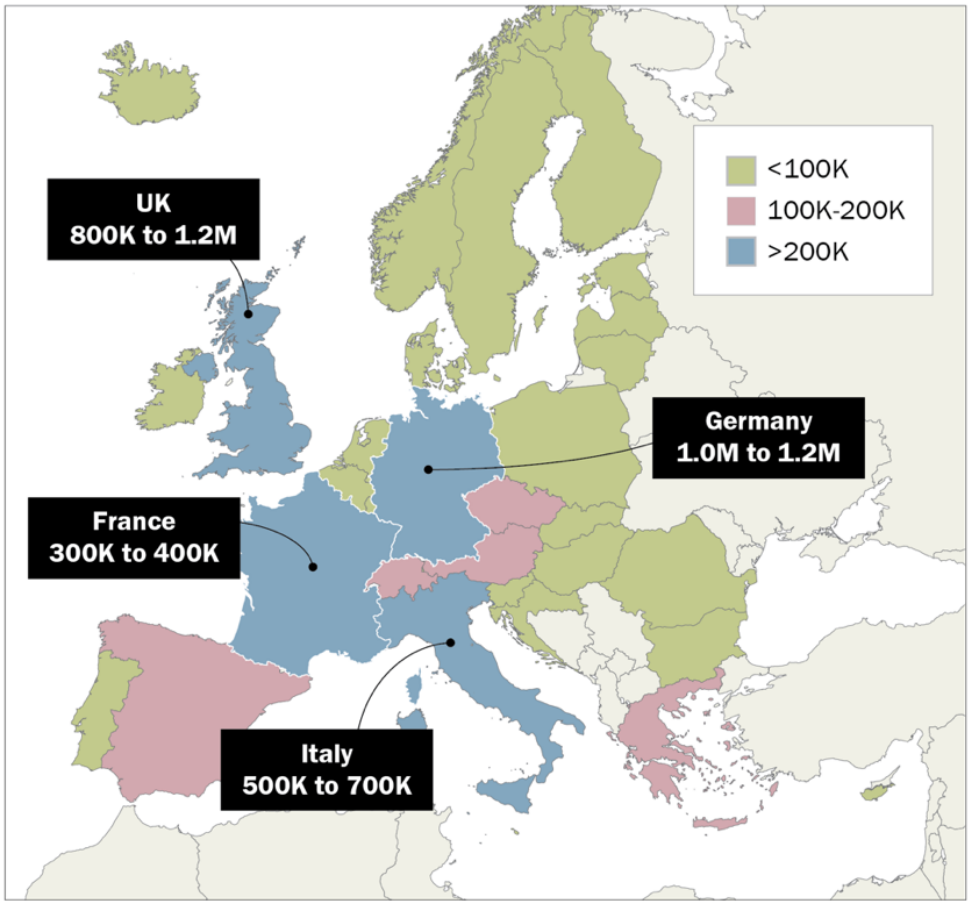 UK
800K to 1.2M
<100K
100K-200K
>200K
Germany
1.0M to 1.2M
France
300K to 400K
Italy
500K to 700K